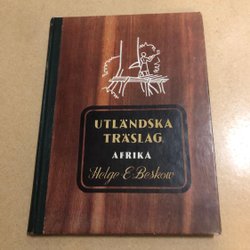 UTLÄNDSKA
TRÄSLAG
AFRIKA
Helge E Beskow